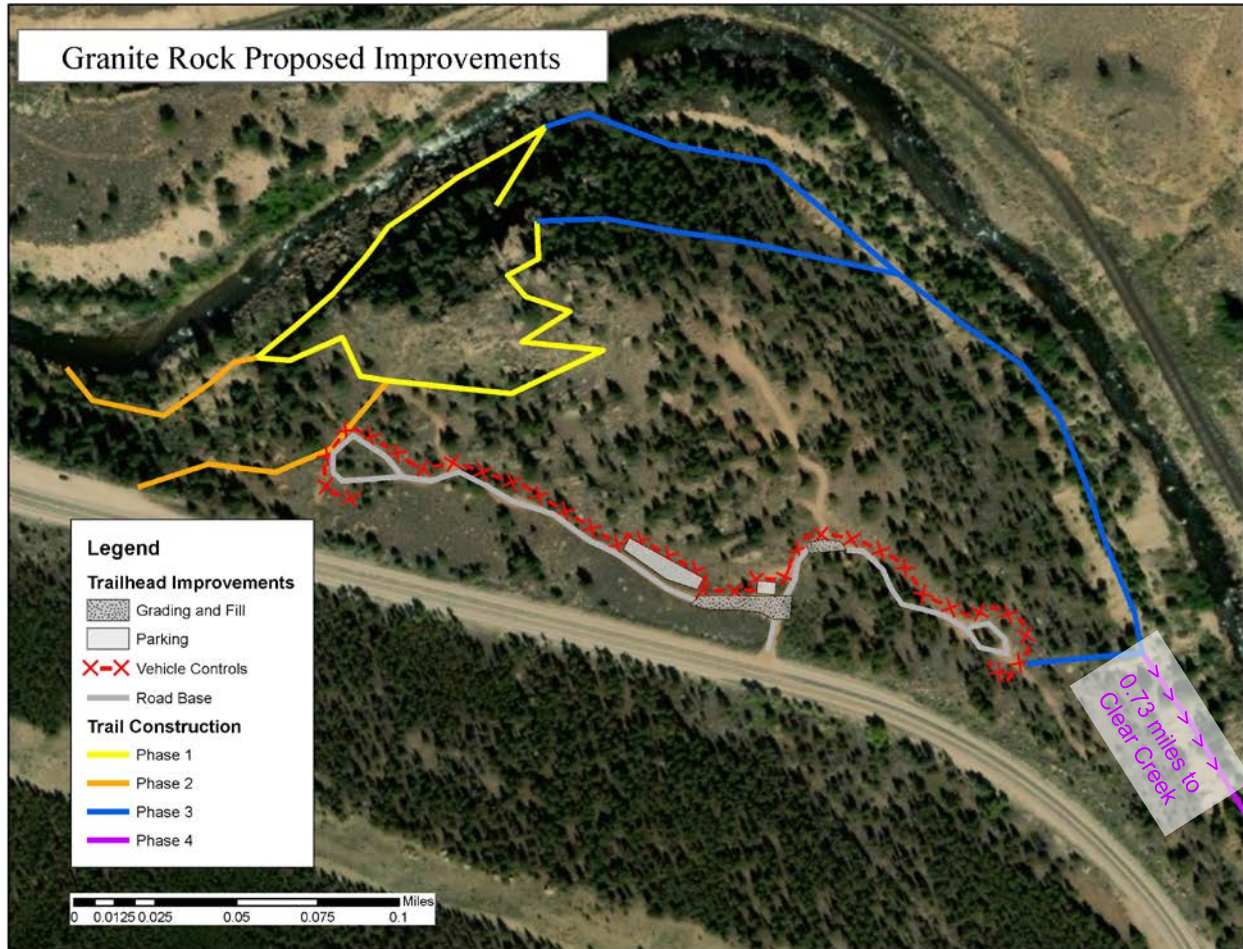 Granite Rock Proposed Improvements
Legend
Trailhead Improvements
Grading and Fill
Parking
Vehicle Controls
Road Base
Trail Construction
Phase 1
Phase 2
Phase 3
Phase 4
0.73 miles to
Clear Creek
Miles
0 0.0125 0.025 0.05 0.075 0.1